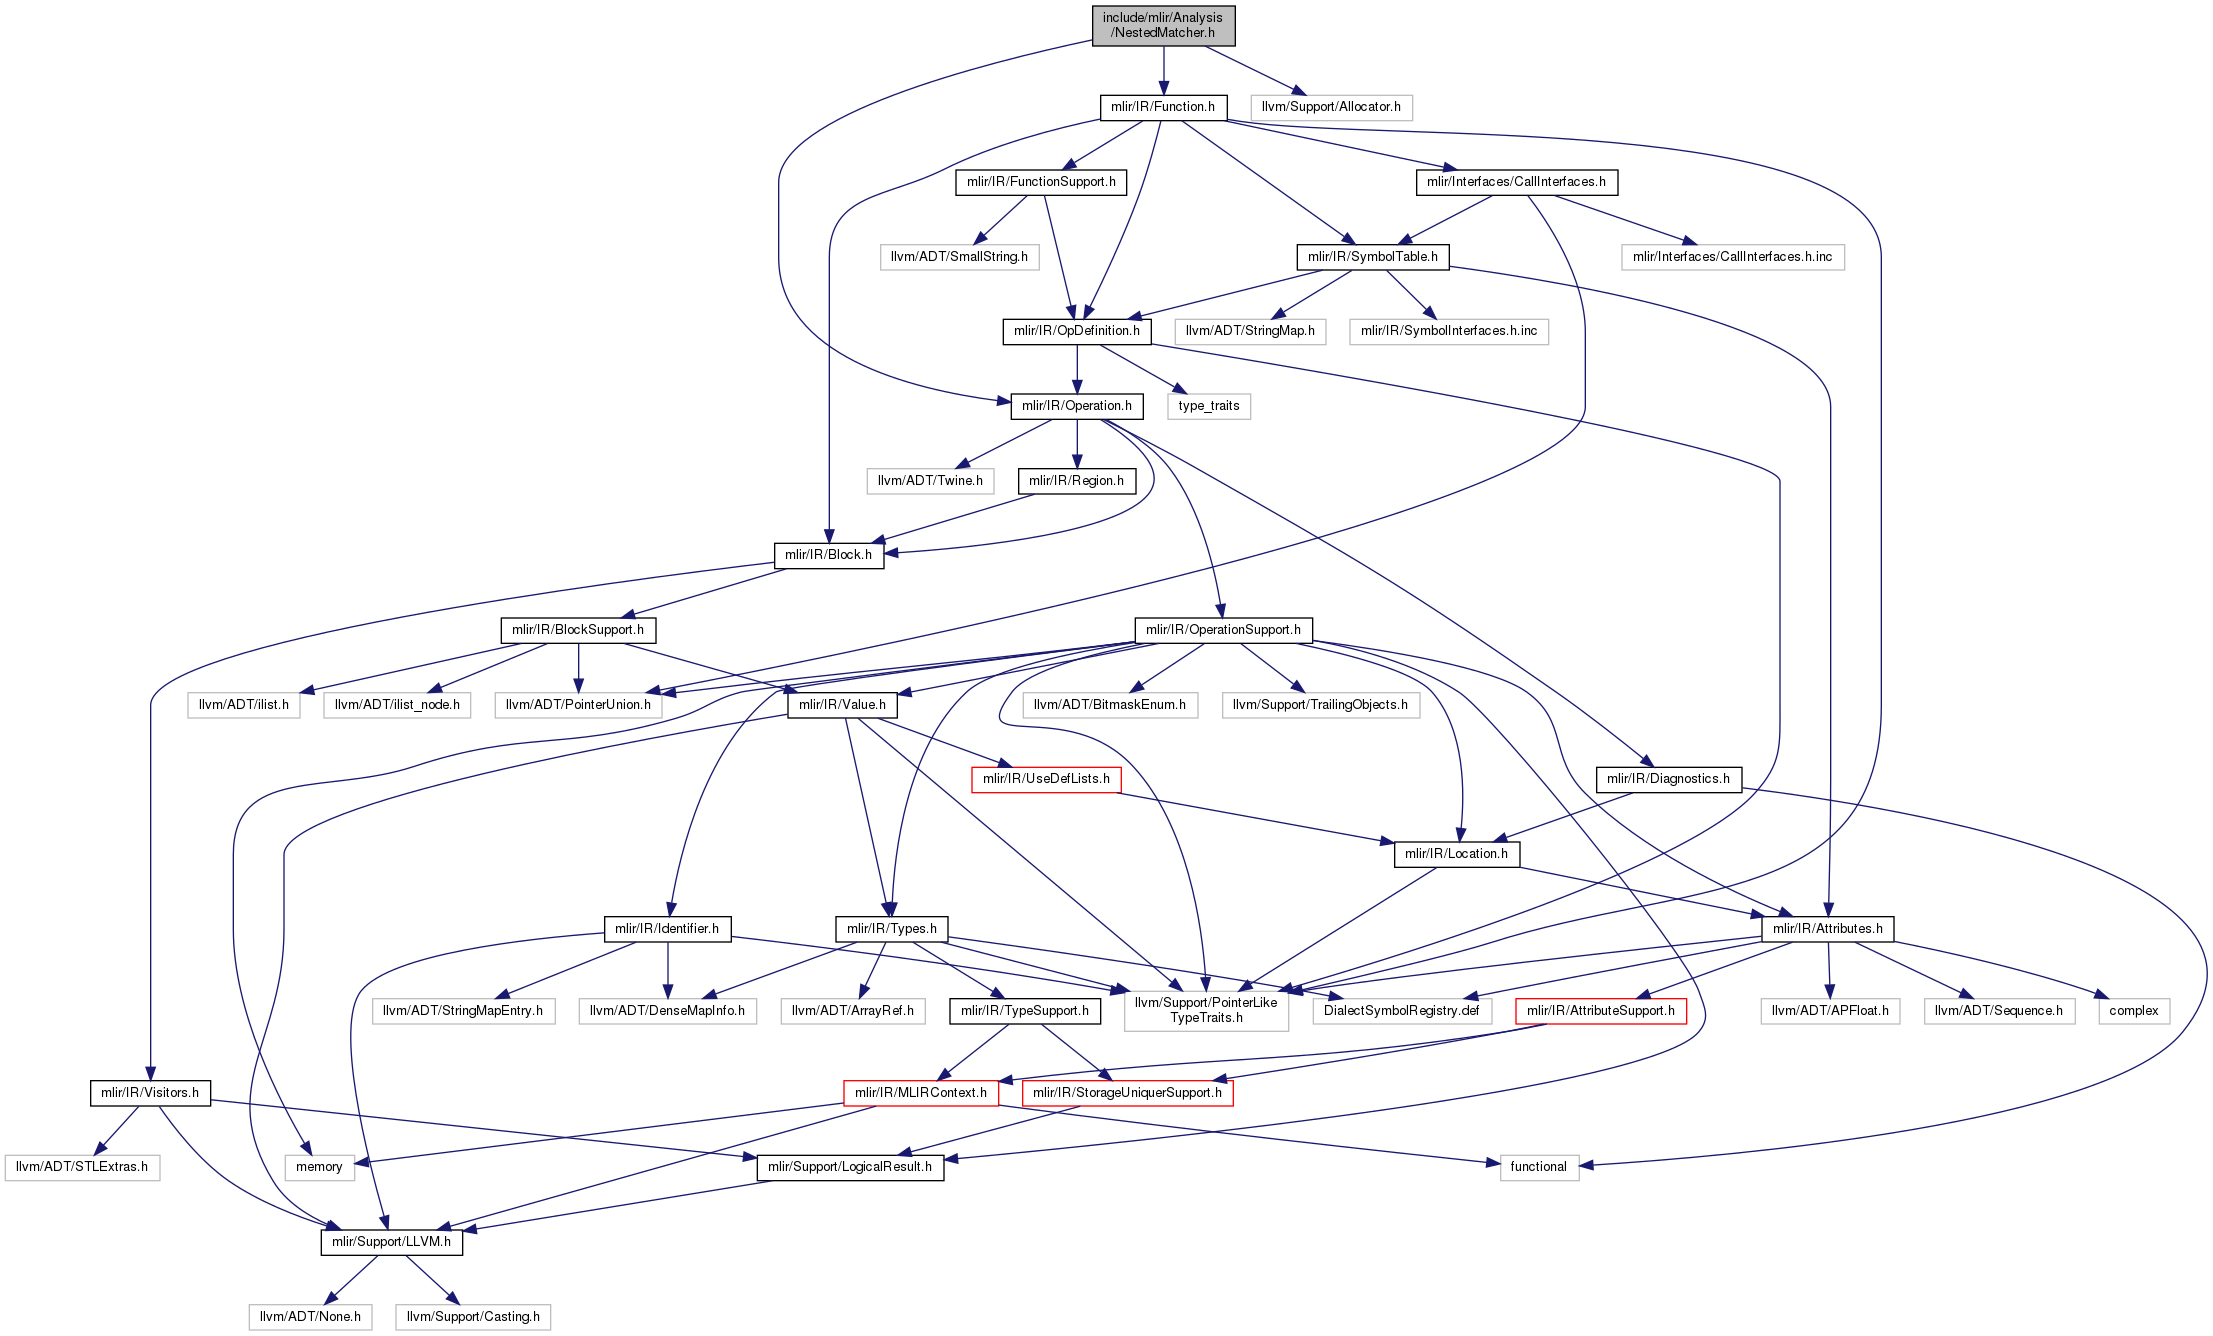 include/mlir/Analysis
/NestedMatcher.h
mlir/IR/Function.h
llvm/Support/Allocator.h
mlir/IR/FunctionSupport.h
mlir/Interfaces/CallInterfaces.h
llvm/ADT/SmallString.h
mlir/IR/SymbolTable.h
mlir/Interfaces/CallInterfaces.h.inc
mlir/IR/OpDefinition.h
llvm/ADT/StringMap.h
mlir/IR/SymbolInterfaces.h.inc
mlir/IR/Operation.h
type_traits
llvm/ADT/Twine.h
mlir/IR/Region.h
mlir/IR/Block.h
mlir/IR/BlockSupport.h
mlir/IR/OperationSupport.h
llvm/ADT/ilist.h
llvm/ADT/ilist_node.h
llvm/ADT/PointerUnion.h
mlir/IR/Value.h
llvm/ADT/BitmaskEnum.h
llvm/Support/TrailingObjects.h
mlir/IR/UseDefLists.h
mlir/IR/Diagnostics.h
mlir/IR/Location.h
mlir/IR/Identifier.h
mlir/IR/Types.h
mlir/IR/Attributes.h
llvm/ADT/StringMapEntry.h
llvm/ADT/DenseMapInfo.h
llvm/ADT/ArrayRef.h
mlir/IR/TypeSupport.h
llvm/Support/PointerLike
TypeTraits.h
DialectSymbolRegistry.def
mlir/IR/AttributeSupport.h
llvm/ADT/APFloat.h
llvm/ADT/Sequence.h
complex
mlir/IR/Visitors.h
mlir/IR/MLIRContext.h
mlir/IR/StorageUniquerSupport.h
llvm/ADT/STLExtras.h
memory
mlir/Support/LogicalResult.h
functional
mlir/Support/LLVM.h
llvm/ADT/None.h
llvm/Support/Casting.h